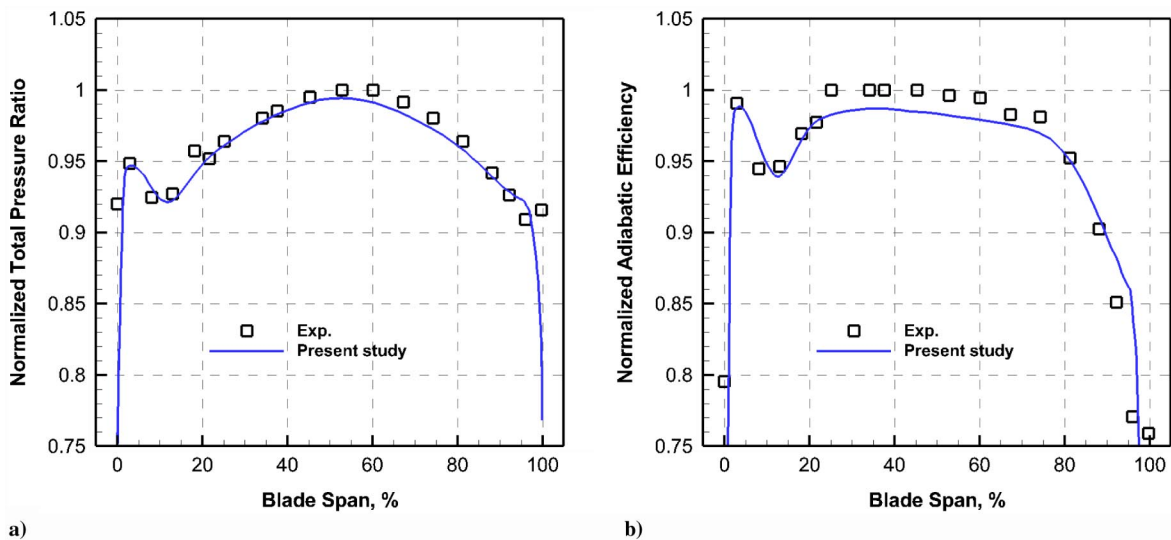 1.05
1
0.95
0.9
0.85
0.8
0.75
Normalized Total Pressure Ratio
Exp.
Present study
0
20
40
60
80
100
Blade Span, %
a)
1.05
1
0.95
0.9
0.85
0.8
0.75
Normalized Adiabatic Efficiency
Exp.
Present study
0
20
40
60
80
100
Blade Span, %
b)